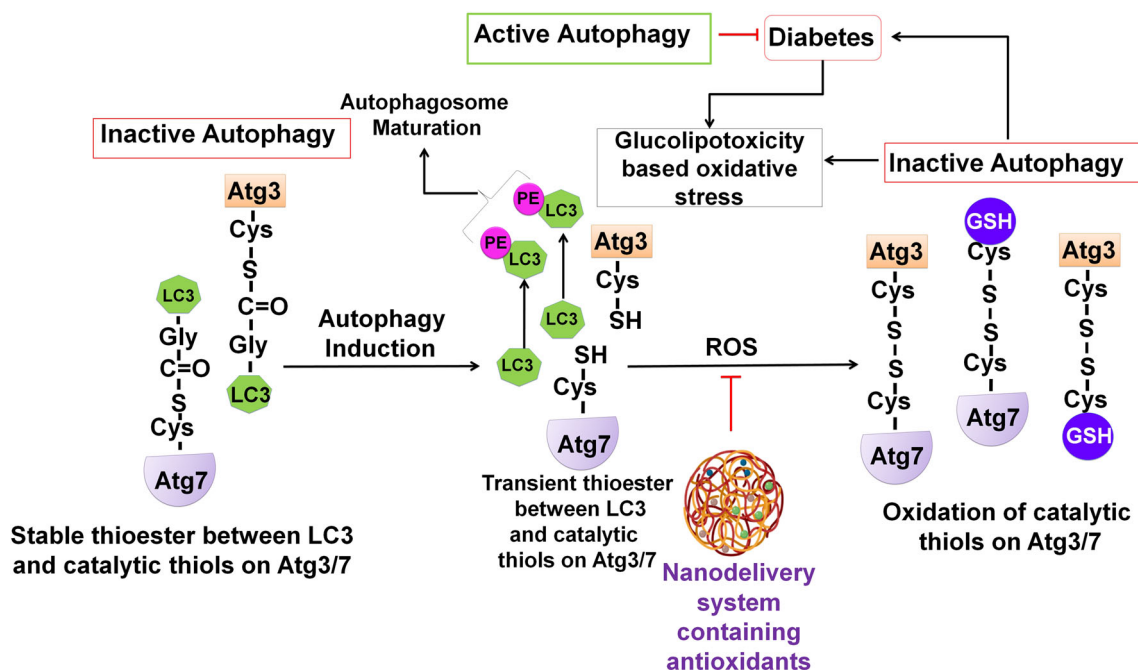 Active Autophagy
Diabetes
Autophagosome
Maturation
Inactive Autophagy
Glucolipotoxicity
based oxidative
stress
Inactive Autophagy
Atg3
Cys
S
C=O
Gly
LC3
LC3
Gly
C=O
S
Cys
Atg7
Stable thioester between LC3
and catalytic thiols on Atg3/7
Autophagy
Induction
PE
LC3
PE
LC3
LC3
LC3
Atg3
Cys
SH
SH
Cys
Atg7
Transient thioester
between LC3
and catalytic
thiols on Atg3/7
ROS
Nanodelivery
system
containing
antioxidants
Atg3
Cys
S
S
Cys
Atg7
GSH
Cys
S
S
Cys
Atg7
Atg3
Cys
S
S
Cys
GSH
Oxidation of catalytic
thiols on Atg3/7